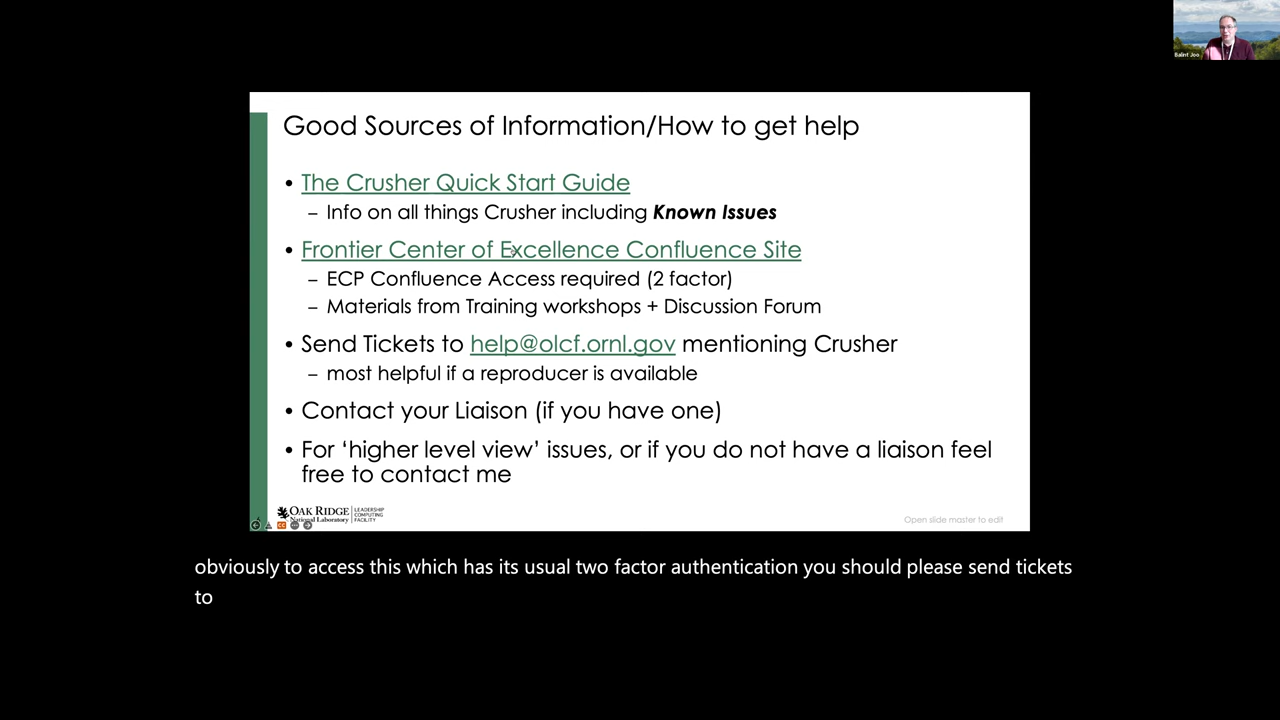 Balint Joo
Good Sources of Information/How to get help
• The Crusher Quick Start Guide
– Info on all things Crusher including Known Issues
• Frontier Center of Excellence Confluence Site
– ECP Confluence Access required (2 factor)
– Materials from Training workshops + Discussion Forum
• Send Tickets to help@olcf.ornl.gov mentioning Crusher
– most helpful if a reproducer is available
• Contact your Liaison (if you have one)
• For ‘higher level view’ issues, or if you do not have a liaison feel
free to contact me
OAK RIDGE
National Laboratory
LEADERSHIP
COMPUTING
FACILITY
Open slide master to edit
obviously to access this which has its usual two factor authentication you should please send tickets
to